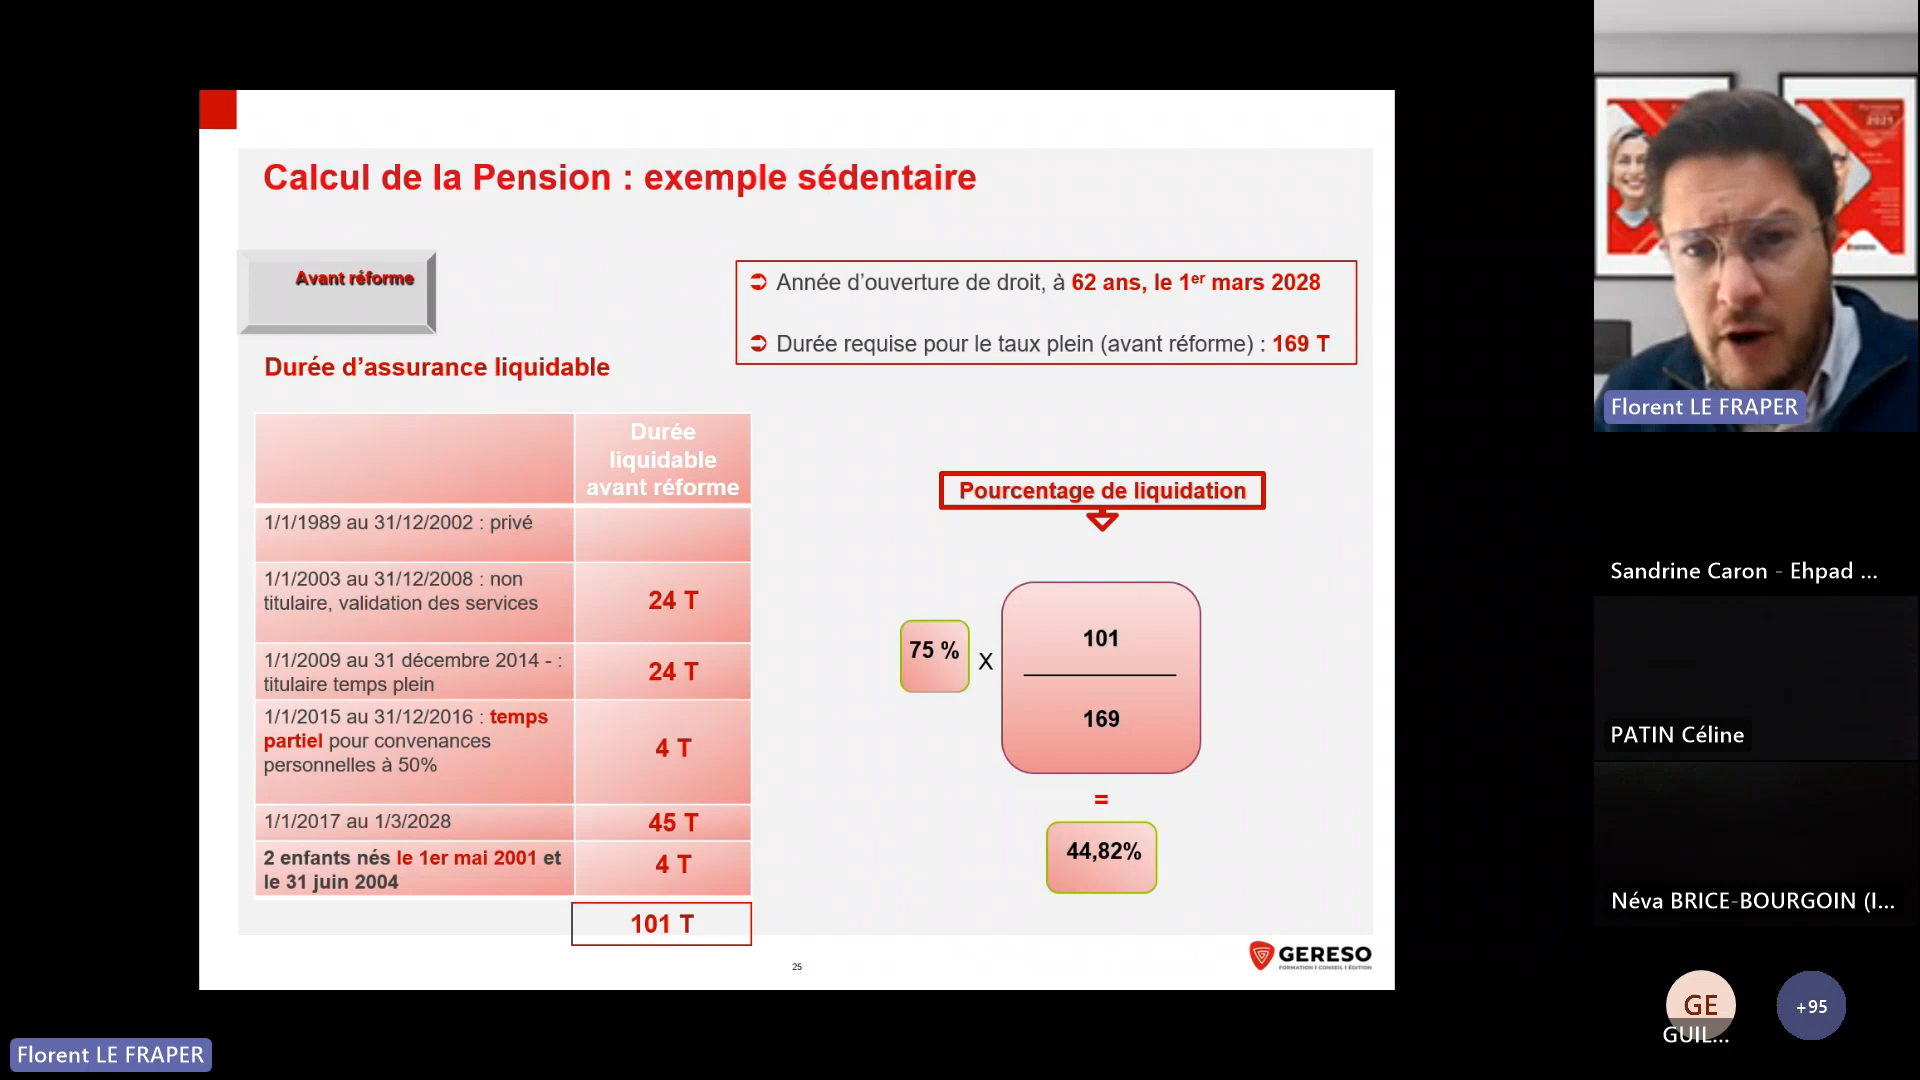 Calcul de la Pension : exemple sédentaire
Avant réforme
➲ Année d’ouverture de droit, à 62 ans, le 1er mars 2028
➲ Durée requise pour le taux plein (avant réforme) : 169 T
Durée d’assurance liquidable
Durée
liquidable
avant réforme
1/1/1989 au 31/12/2002 : privé
1/1/2003 au 31/12/2008 : non
titulaire, validation des services
24 T
1/1/2009 au 31 décembre 2014 - :
titulaire temps plein
24 T
1/1/2015 au 31/12/2016 : temps
partiel pour convenances
personnelles à 50%
4 T
1/1/2017 au 1/3/2028
45 T
2 enfants nés le 1er mai 2001 et
le 31 juin 2004
4 T
101 T
Pourcentage de liquidation
75 %
X
101
169
=
44,82%
25
GERESO
FORMATION I CONSEIL I ÉDITION
2021
Florent LE FRAPER
Sandrine Caron - Ehpad ...
PATIN Céline
Néva BRICE-BOURGOIN (I...
GE
GUIL...
+95
Florent LE FRAPER